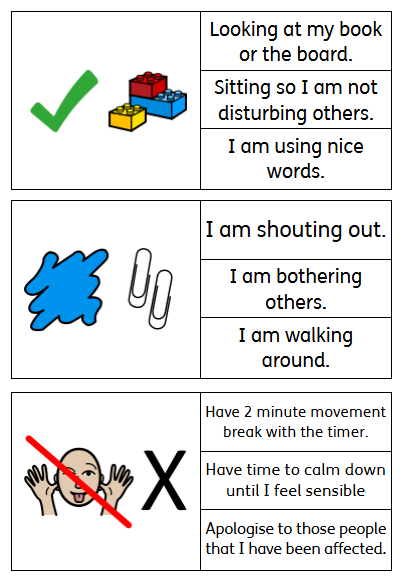 Looking at my book
or the board.
Sitting so I am not
disturbing others.
I am using nice
words.
I am shouting out.
I am bothering
others.
I am walking
around.
X
Have 2 minute movement
break with the timer.
Have time to calm down
until I feel sensible
Apologise to those people
that I have been affected.